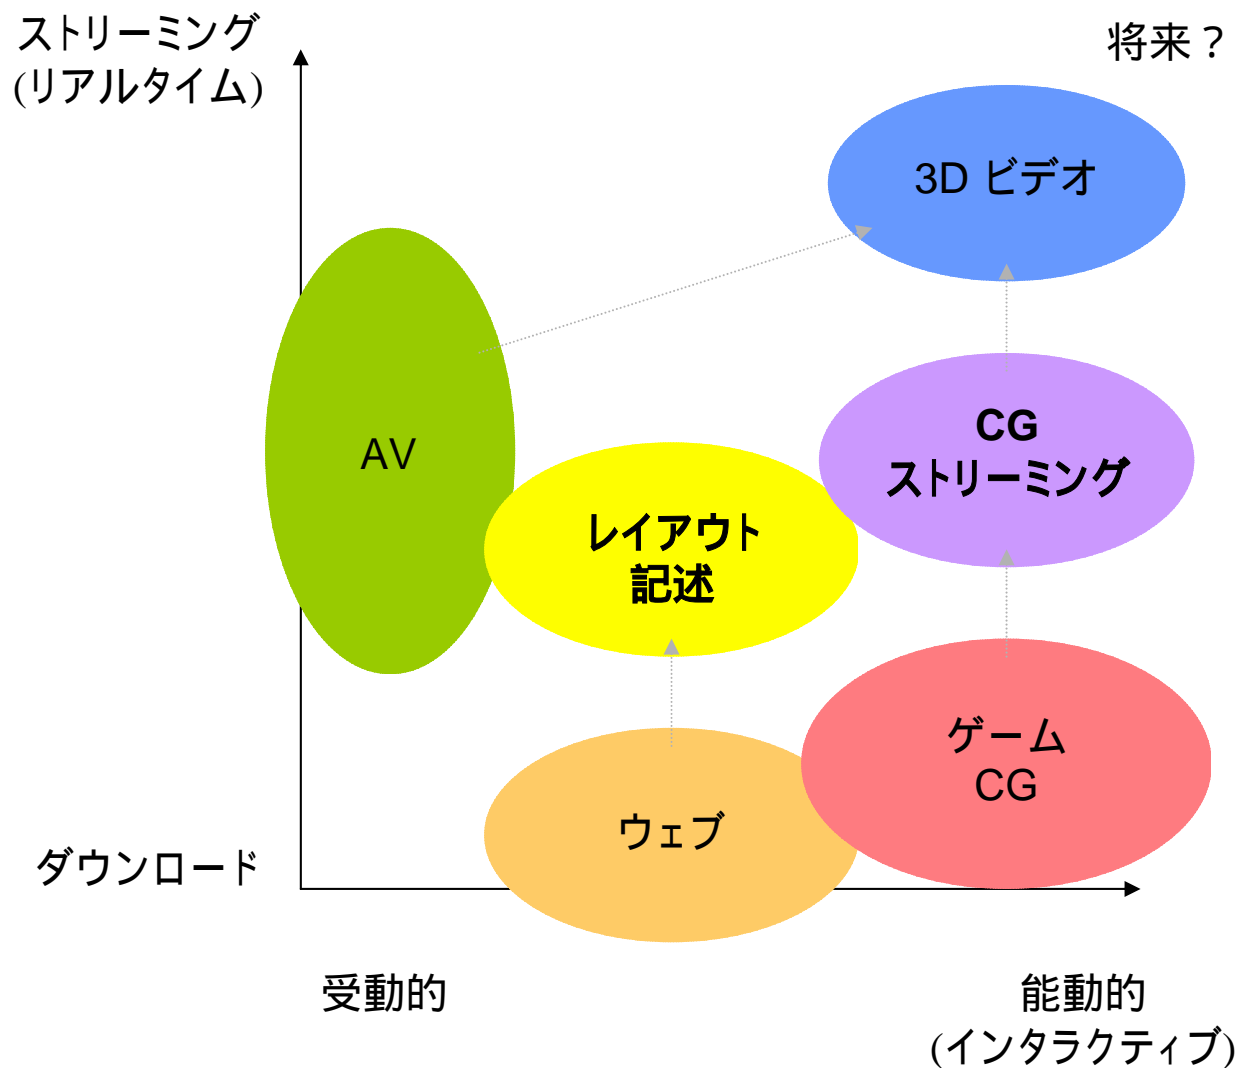 ストリーミング
(リアルタイム)
将来？
3D ビデオ
AV
CG
ストリーミング
レイアウト
記述
ゲーム
CG
ウェブ
ダウンロード
受動的
能動的
(インタラクティブ)